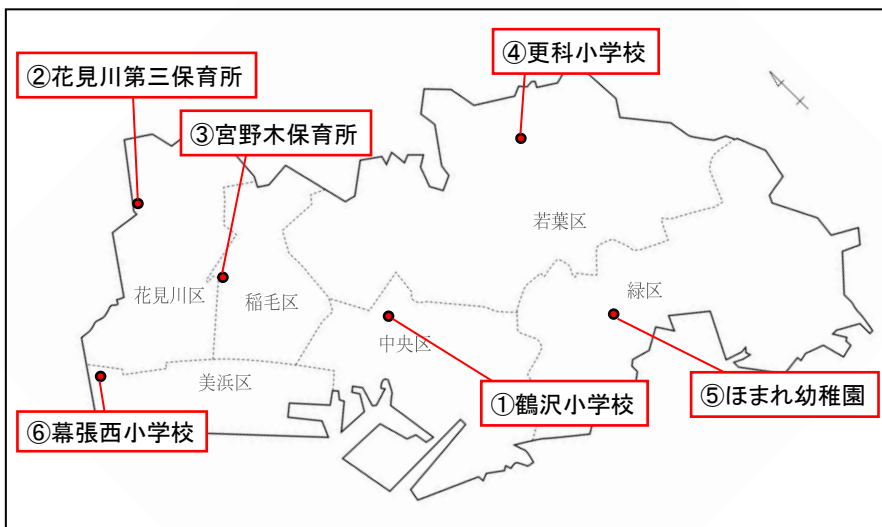 ④更科小学校
②花見川第三保育所
③宮野木保育所
若葉区
花見川区
稲毛区
緑区
中央区
美浜区
①鶴沢小学校
⑤ほまれ幼稚園
⑥幕張西小学校